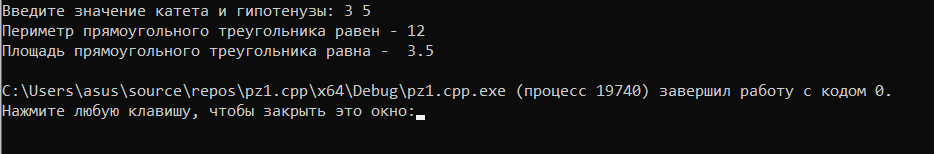 Введите значение катета и гипотенузы: 3 5
Периметр прямоугольного треугольника равен - 12
Площадь прямоугольного треугольника равна -  3.5
C:\Users\asus\source\repos\pz1.cpp\x64\Debug\pz1.cpp.exe (процесс 19740) завершил работу с кодом 0.
Нажмите любую клавишу, чтобы закрыть это окно: